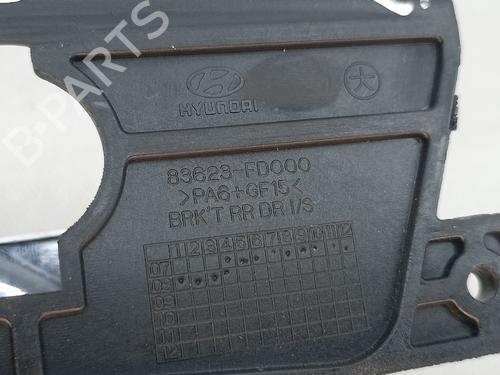 B-PARTS
HYUNDAI
大
83623-FD000
>PA6+GF15<
BRK'T RR DR I/S
1 2 3 4 5 6 7 8 9 10 11 12
07
08
09
10
11
12